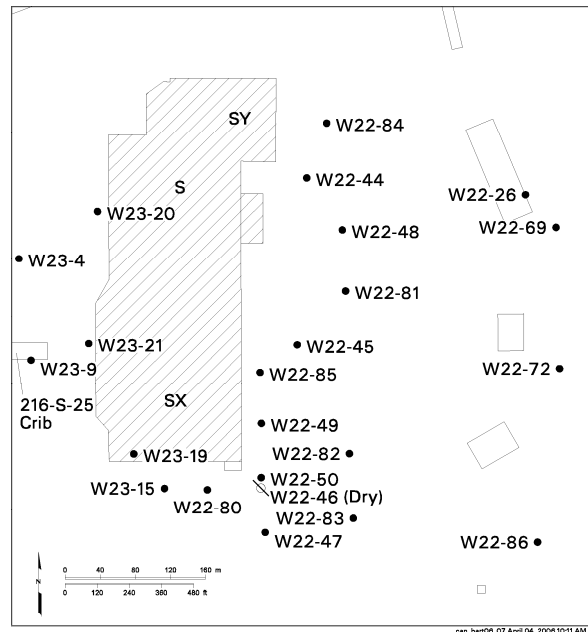 SY
W22-84
W22-44
S
W22-26
W23-20
W22-69
W22-48
W23-4
W22-81
W23-21
W22-45
W23-9
W22-85
W22-72
216-S-25
Crib
SX
W22-49
W23-19
W22-82
W22-50
W23-15
W22-46 (Dry)
W22-80
W22-83
W22-47
W22-86
N
0 40 80 120 160 m
0 120 240 360 480 ft
can_hart06_07 April 04, 2006 10:11 AM